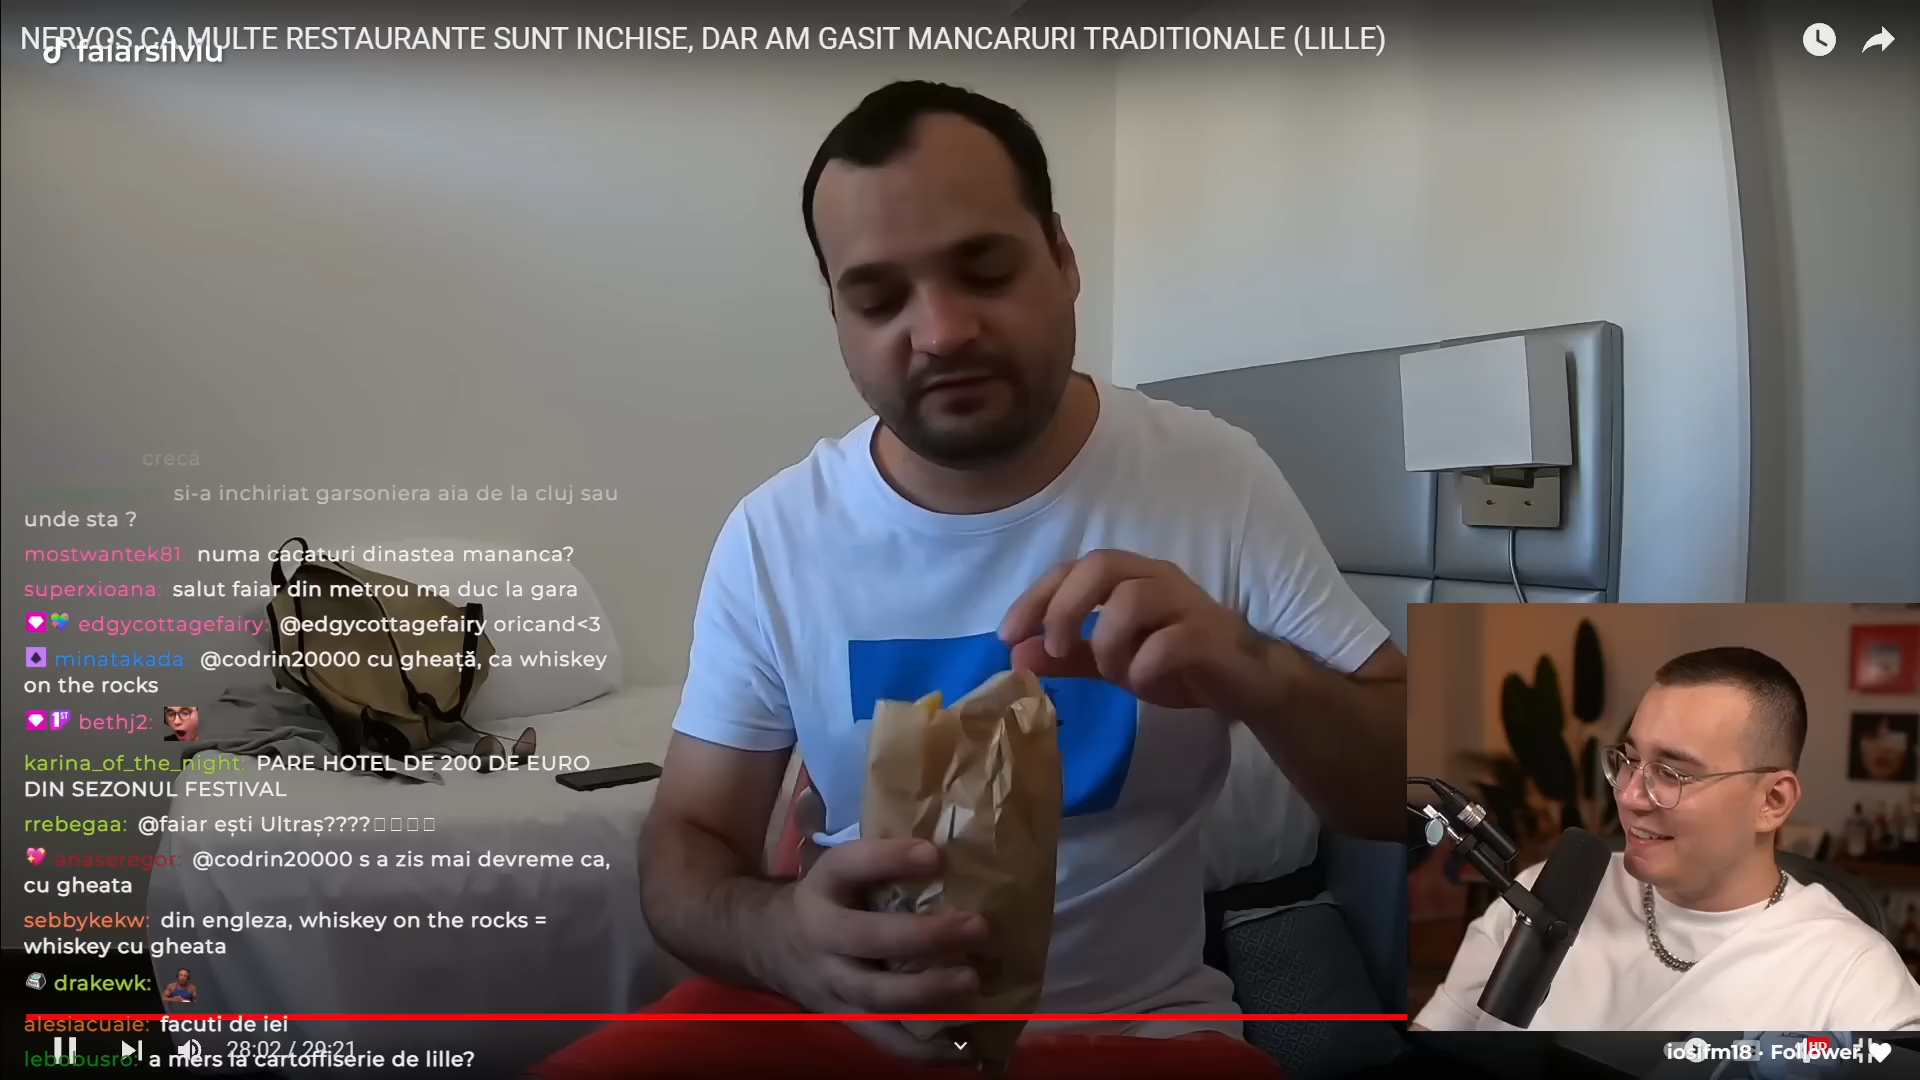 NERVOS CA MULTE RESTAURANTE SUNT INCHISE, DAR AM GASIT MANCARURI TRADITIONALE (LILLE)
faiarsilviu
crecă
si-a inchiriat garsoniera aia de la cluj sau
unde sta ?
mostwantek81: numa cacaturi dinastea mananca?
superxioana: salut faiar din metrou ma duc la gara
edgycottagefairy: @edgycottagefairy oricand<3
minatakada: @codrin20000 cu gheață, ca whiskey
on the rocks
1ST bethj2:
karina_of_the_night: PARE HOTEL DE 200 DE EURO
DIN SEZONUL FESTIVAL
rrebegaa: @faiar ești Ultraș????
anaseregor: @codrin20000 s a zis mai devreme ca,
cu gheata
sebbykekw: din engleza, whiskey on the rocks =
whiskey cu gheata
drakewk:
alesiacuaie: facuti de iei
lebobusro: a mers la cartoffiserie de lille?
28:02 / 29:21
iosifm18 · Follower
HD